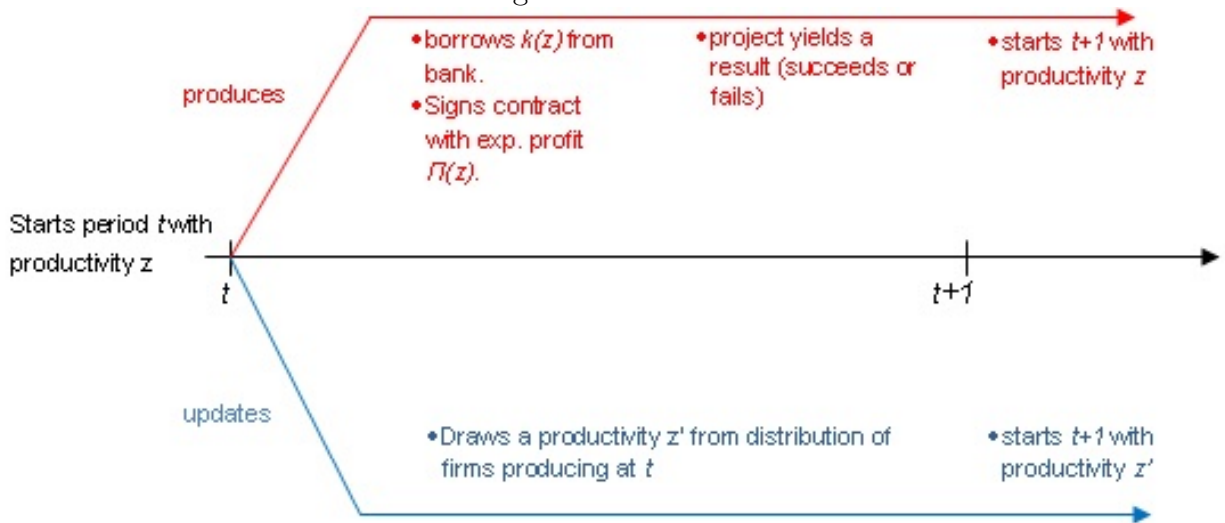 •borrows k(z) from
bank.
•Signs contract
with exp. profit
Π(z).
•project yields a
result (succeeds or
fails)
•starts t+1 with
productivity z
produces
Starts period t with
productivity z
t
t+1
updates
•Draws a productivity z' from distribution of
firms producing at t
•starts t+1 with
productivity z'